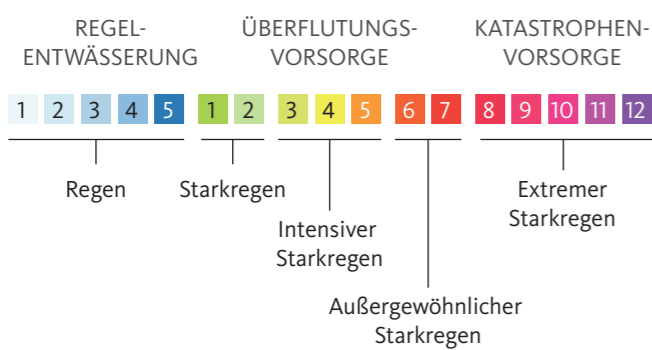 REGEL-
ENTWÄSSERUNG
ÜBERFLUTUNGS-
VORSORGE
KATASTROPHEN-
VORSORGE
1 2 3 4 5 1 2 3 4 5 6 7 8 9 10 11 12
Regen
Starkregen
Intensiver
Starkregen
Außergewöhnlicher
Starkregen
Extremer
Starkregen